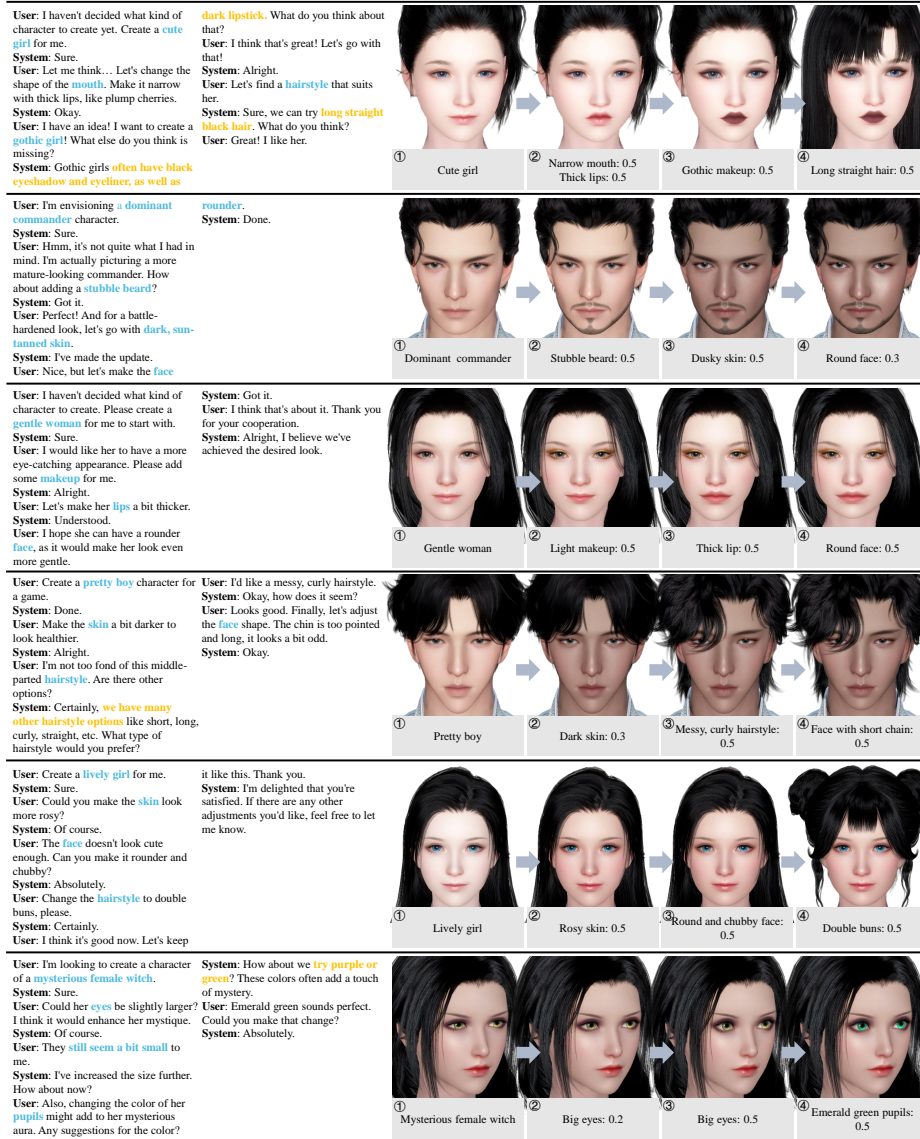 User: I haven't decided what kind of
character to create yet. Create a cute
girl for me.
System: Sure.
User: Let me think… Let's change the
shape of the mouth. Make it narrow
with thick lips, like plump cherries.
System: Okay.
User: I have an idea! I want to create a
gothic girl! What else do you think is
missing?
System: Gothic girls often have black
eyeshadow and eyeliner, as well as
dark lipstick. What do you think about
that?
User: I think that's great! Let's go with
that!
System: Alright.
User: Let's find a hairstyle that suits
her.
System: Sure, we can try long straight
black hair. What do you think?
User: Great! I like her.
① Cute girl
② Narrow mouth: 0.5
Thick lips: 0.5
③ Gothic makeup: 0.5
④ Long straight hair: 0.5
User: I'm envisioning a dominant
commander character.
System: Sure.
User: Hmm, it's not quite what I had in
mind. I'm actually picturing a more
mature-looking commander. How
about adding a stubble beard?
System: Got it.
User: Perfect! And for a battle-
hardened look, let's go with dark, sun-
tanned skin.
System: I've made the update.
User: Nice, but let's make the face
rounder.
System: Done.
① Dominant commander
② Stubble beard: 0.5
③ Dusky skin: 0.5
④ Round face: 0.3
User: I haven't decided what kind of
character to create. Please create a
gentle woman for me to start with.
System: Sure.
User: I would like her to have a more
eye-catching appearance. Please add
some makeup for me.
System: Alright.
User: Let's make her lips a bit thicker.
System: Understood.
User: I hope she can have a rounder
face, as it would make her look even
more gentle.
System: Got it.
User: I think that's about it. Thank you
for your cooperation.
System: Alright, I believe we've
achieved the desired look.
① Gentle woman
② Light makeup: 0.5
③ Thick lip: 0.5
④ Round face: 0.5
User: Create a pretty boy character for
a game.
System: Done.
User: Make the skin a bit darker to
look healthier.
System: Alright.
User: I'm not too fond of this middle-
parted hairstyle. Are there other
options?
System: Certainly, we have many
other hairstyle options like short, long,
curly, straight, etc. What type of
hairstyle would you prefer?
User: I'd like a messy, curly hairstyle.
System: Okay, how does it seem?
User: Looks good. Finally, let's adjust
the face shape. The chin is too pointed
and long, it looks a bit odd.
System: Okay.
① Pretty boy
② Dark skin: 0.3
③ Messy, curly hairstyle:
0.5
④ Face with short chain:
0.5
User: Create a lively girl for me.
System: Sure.
User: Could you make the skin look
more rosy?
System: Of course.
User: The face doesn't look cute
enough. Can you make it rounder and
chubby?
System: Absolutely.
User: Change the hairstyle to double
buns, please.
System: Certainly.
User: I think it's good now. Let's keep
it like this. Thank you.
System: I'm delighted that you're
satisfied. If there are any other
adjustments you'd like, feel free to let
me know.
① Lively girl
② Rosy skin: 0.5
③ Round and chubby face:
0.5
④ Double buns: 0.5
User: I'm looking to create a character
of a mysterious female witch.
System: Sure.
User: Could her eyes be slightly larger?
I think it would enhance her mystique.
System: Of course.
User: They still seem a bit small to
me.
System: I've increased the size further.
How about now?
User: Also, changing the color of her
pupils might add to her mysterious
aura. Any suggestions for the color?
System: How about we try purple or
green? These colors often add a touch
of mystery.
User: Emerald green sounds perfect.
Could you make that change?
System: Absolutely.
① Mysterious female witch
② Big eyes: 0.2
③ Big eyes: 0.5
④ Emerald green pupils:
0.5